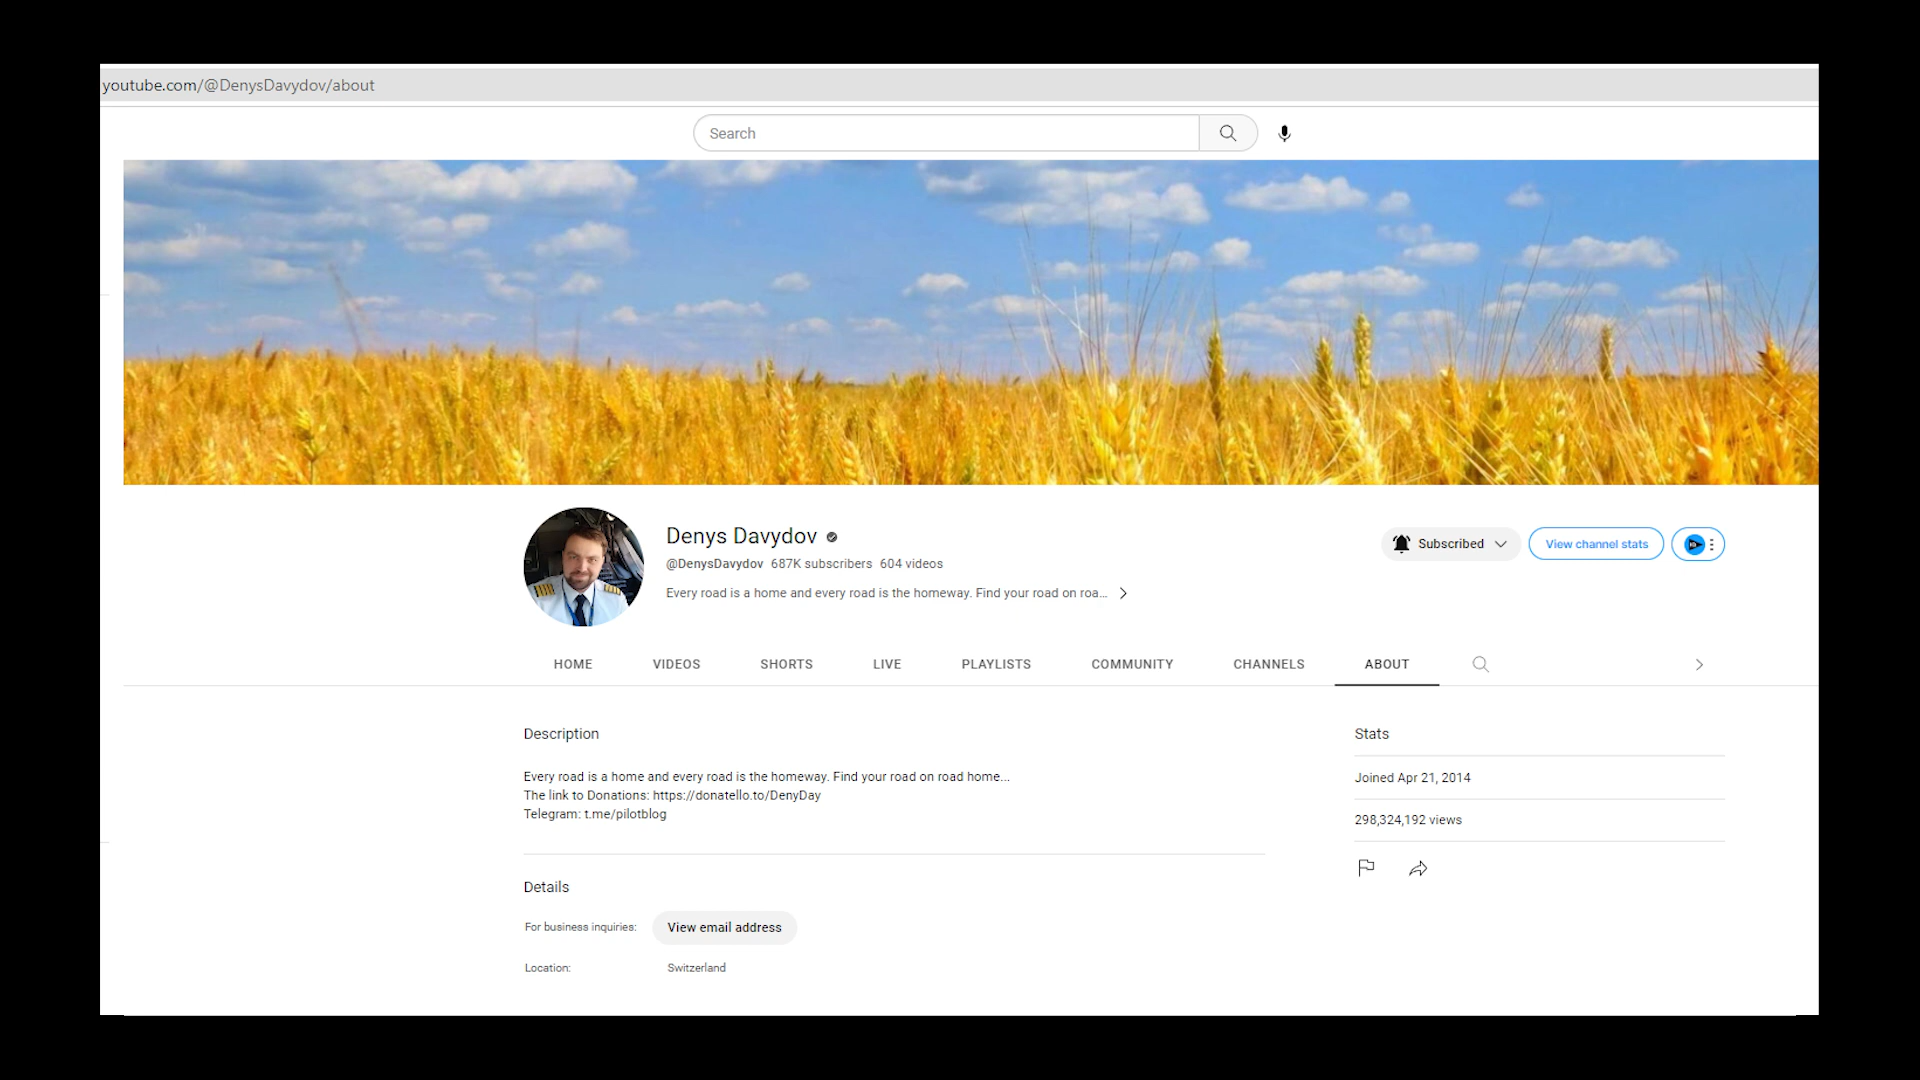 youtube.com/@DenysDavydov/about
Search
Denys Davydov
@DenysDavydov 687K subscribers 604 videos
Every road is a home and every road is the homeway. Find your road on roa...
Subscribed
View channel stats
HOME VIDEOS SHORTS LIVE PLAYLISTS COMMUNITY CHANNELS ABOUT
Description
Every road is a home and every road is the homeway. Find your road on road home...
The link to Donations: https://donatello.to/DenyDay
Telegram: t.me/pilotblog
Stats
Joined Apr 21, 2014
298,324,192 views
Details
For business inquiries: View email address
Location: Switzerland